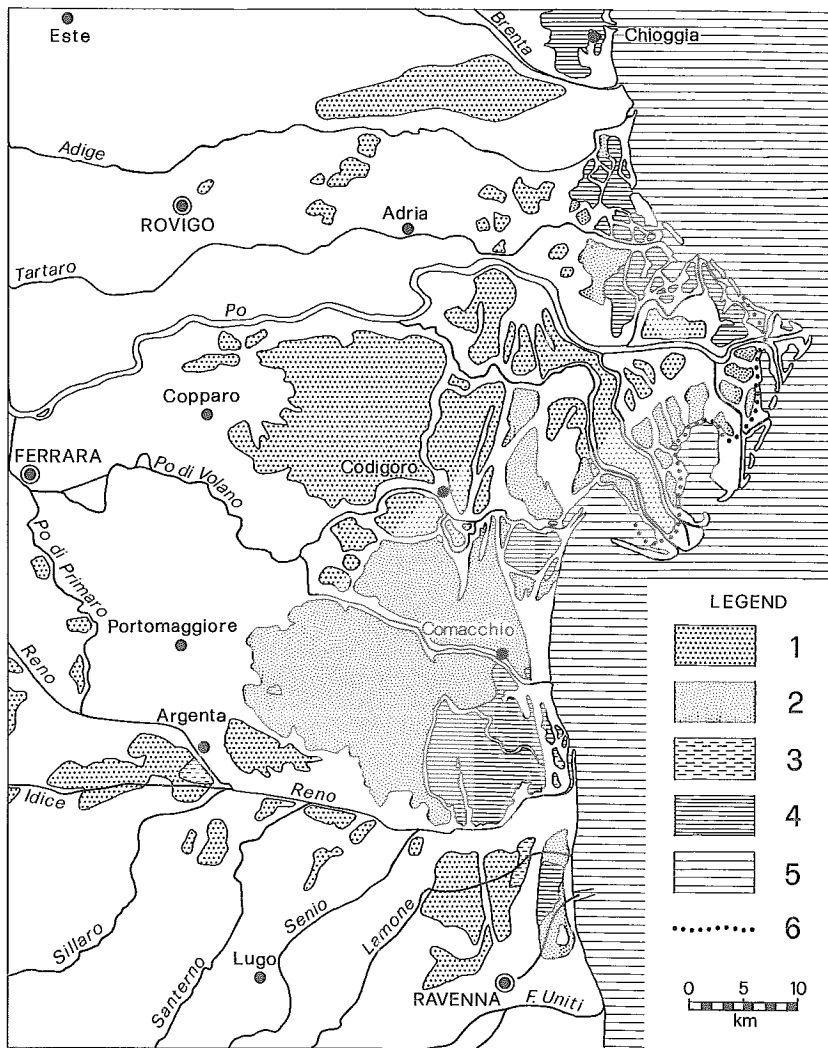 Este
Brenta
Chioggia
Adige
ROVIGO
Adria
Tartaro
Po
Copparo
FERRARA
Po di Volano
Codigoro
Po di Primaro
Portomaggiore
Comacchio
Reno
Argenta
Idice
Reno
Sillaro
Santerno
Senio
Lamone
Lugo
RAVENNA
F. Uniti
LEGEND
1
2
3
4
5
6
0 5 10
km